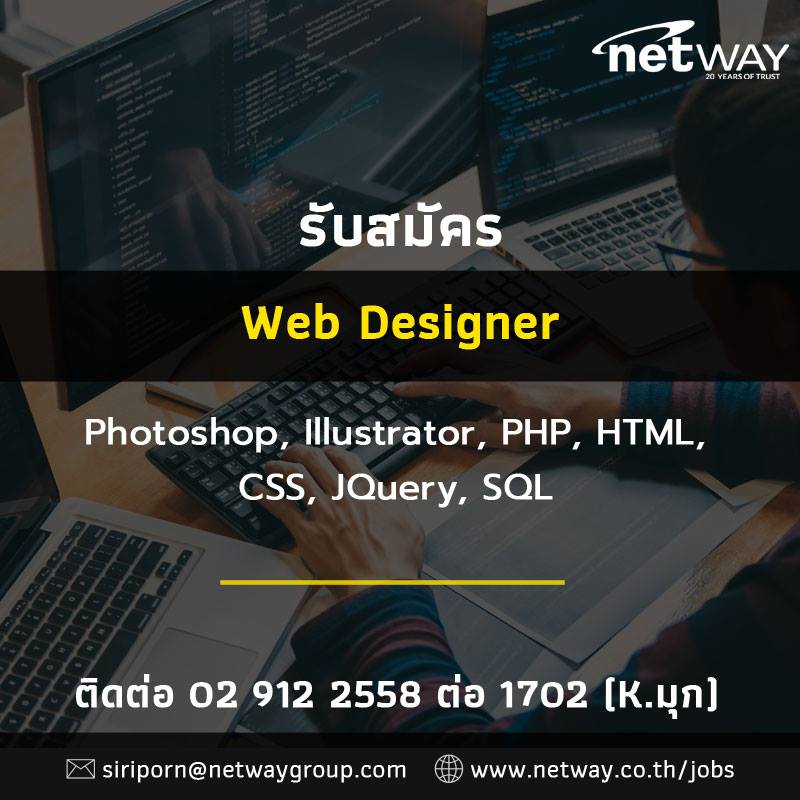 netway
20 YEARS OF TRUST
รับสมัคร
Web Designer
Photoshop, Illustrator, PHP, HTML,
CSS, JQuery, SQL
ติดต่อ 02 912 2558 ต่อ 1702 (K.มุก)
siriporn@netwaygroup.com www.netway.co.th/jobs